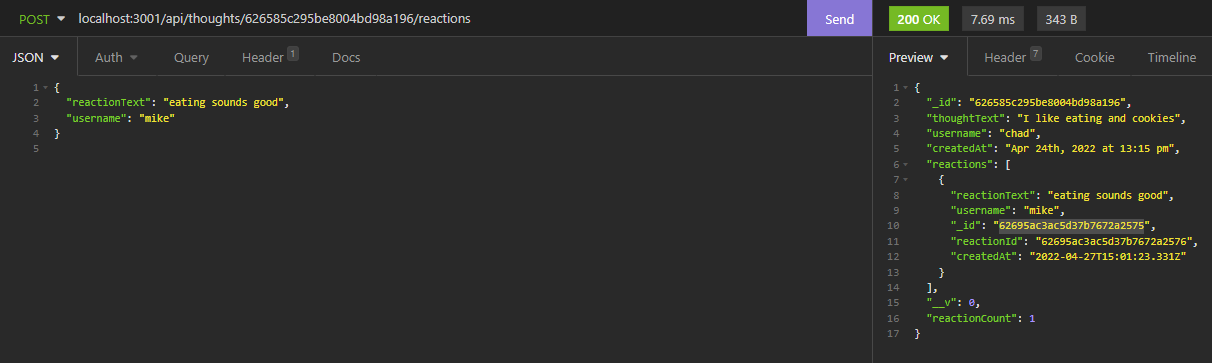 POST localhost:3001/api/thoughts/626585c295be8004bd98a196/reactions Send 200 OK 7.69 ms 343 B
JSON Auth Query Header 1 Docs Preview Header 7 Cookie Timeline
1 {
2 "reactionText": "eating sounds good",
3 "username": "mike"
4 }
5
1 {
2 "_id": "626585c295be8004bd98a196",
3 "thoughtText": "I like eating and cookies",
4 "username": "chad",
5 "createdAt": "Apr 24th, 2022 at 13:15 pm",
6 "reactions": [
7 {
8 "reactionText": "eating sounds good",
9 "username": "mike",
10 "_id": "62695ac3ac5d37b7672a2575",
11 "reactionId": "62695ac3ac5d37b7672a2576",
12 "createdAt": "2022-04-27T15:01:23.331Z"
13 }
14 ],
15 "__v": 0,
16 "reactionCount": 1
17 }